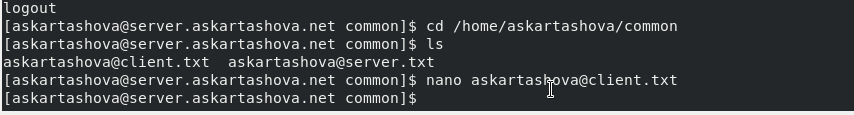 logout
[askartashova@server.askartashova.net common]$ cd /home/askartashova/common
[askartashova@server.askartashova.net common]$ ls
askartashova@client.txt  askartashova@server.txt
[askartashova@server.askartashova.net common]$ nano askartashova@client.txt
[askartashova@server.askartashova.net common]$